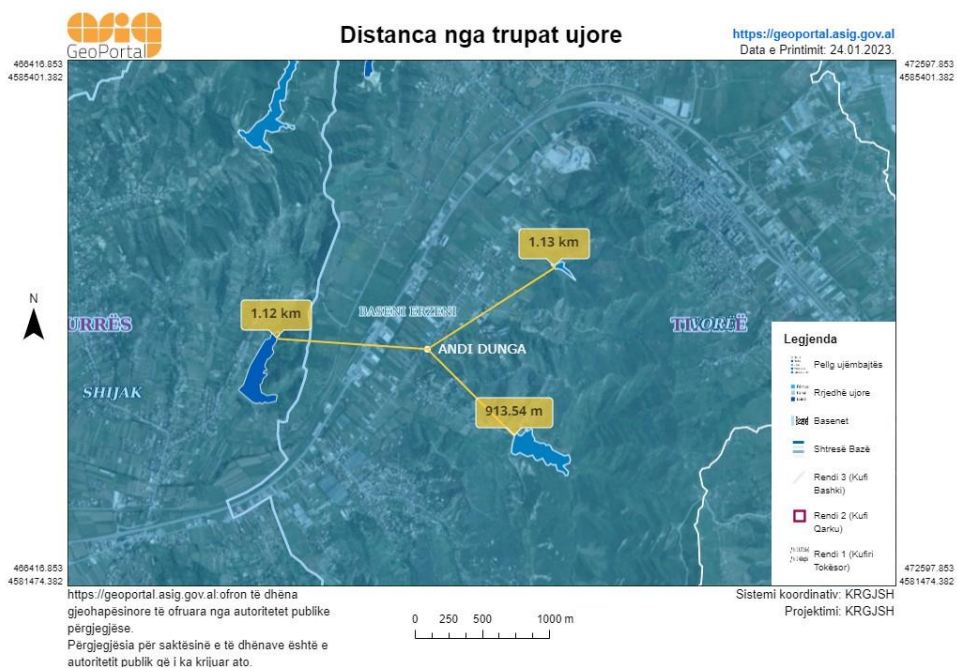 asig
GeoPortal
Distanca nga trupat ujore
https://geoportal.asig.gov.al
Data e Printimit: 24.01.2023.
466416.853
4585401.382
472597.853
4585401.382
1.13 km
1.12 km
BASENI ERZENI
ANDI DUNGA
URRËS
SHIJAK
VORË
913.54 m
N
Legjenda
Pellg ujëmbajtës
Rrjedhë ujore
Basenet
Shtresë Bazë
Rendi 3 (Kufi
Bashki)
Rendi 2 (Kufi
Qarku)
Rendi 1 (Kufiri
Tokësor)
466416.853
4581474.382
472597.853
4581474.382
https://geoportal.asig.gov.al:ofron të dhëna
gjeohapësinore të ofruara nga autoritetet publike
përgjegjëse.
Përgjegjësia për saktësinë e të dhënave është e
autoritetit publik që i ka krijuar ato.
0 250 500 1000 m
Sistemi koordinativ: KRGJSH
Projektimi: KRGJSH